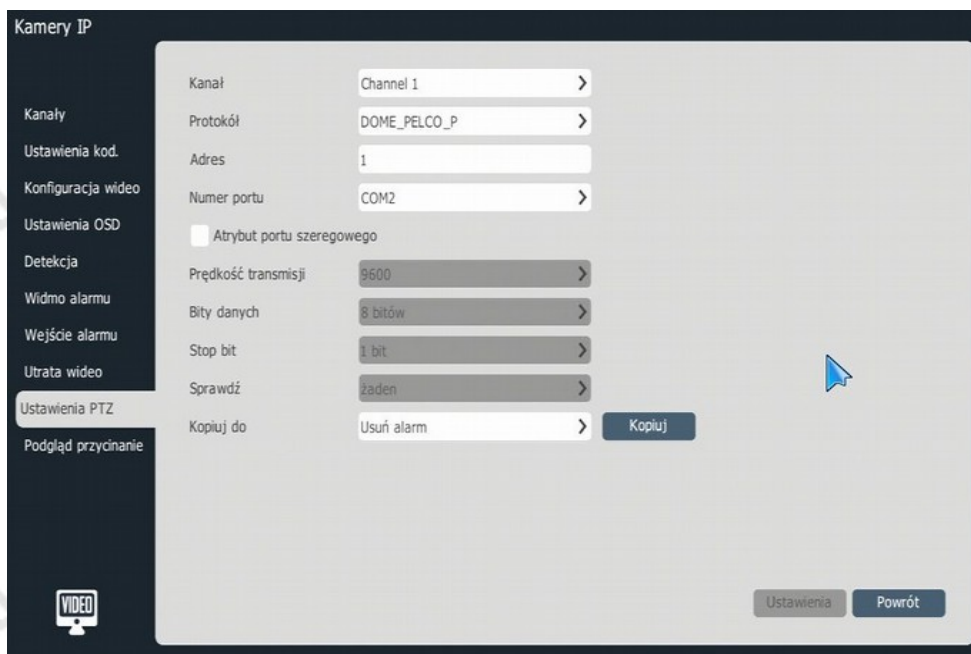 Kamery IP
Kanały
Ustawienia kod.
Konfiguracja wideo
Ustawienia OSD
Detekcja
Widmo alarmu
Wejście alarmu
Utrata wideo
Ustawienia PTZ
Podgląd przycinanie
VIDEO
Kanał Channel 1
Protokół DOME_PELCO_P
Adres 1
Numer portu COM2
Atrybut portu szeregowego
Prędkość transmisji 9600
Bity danych 8 bitów
Stop bit 1 bit
Sprawdź żaden
Kopiuj do Usuń alarm Kopiuj
Ustawienia Powrót